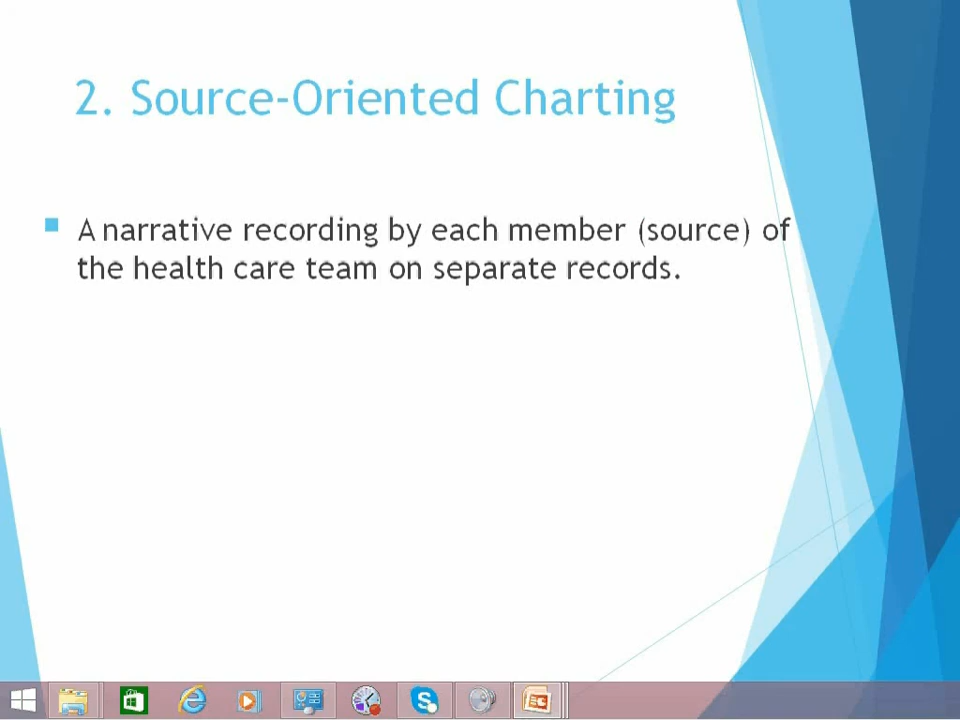 2. Source-Oriented Charting
A narrative recording by each member (source) of
the health care team on separate records.